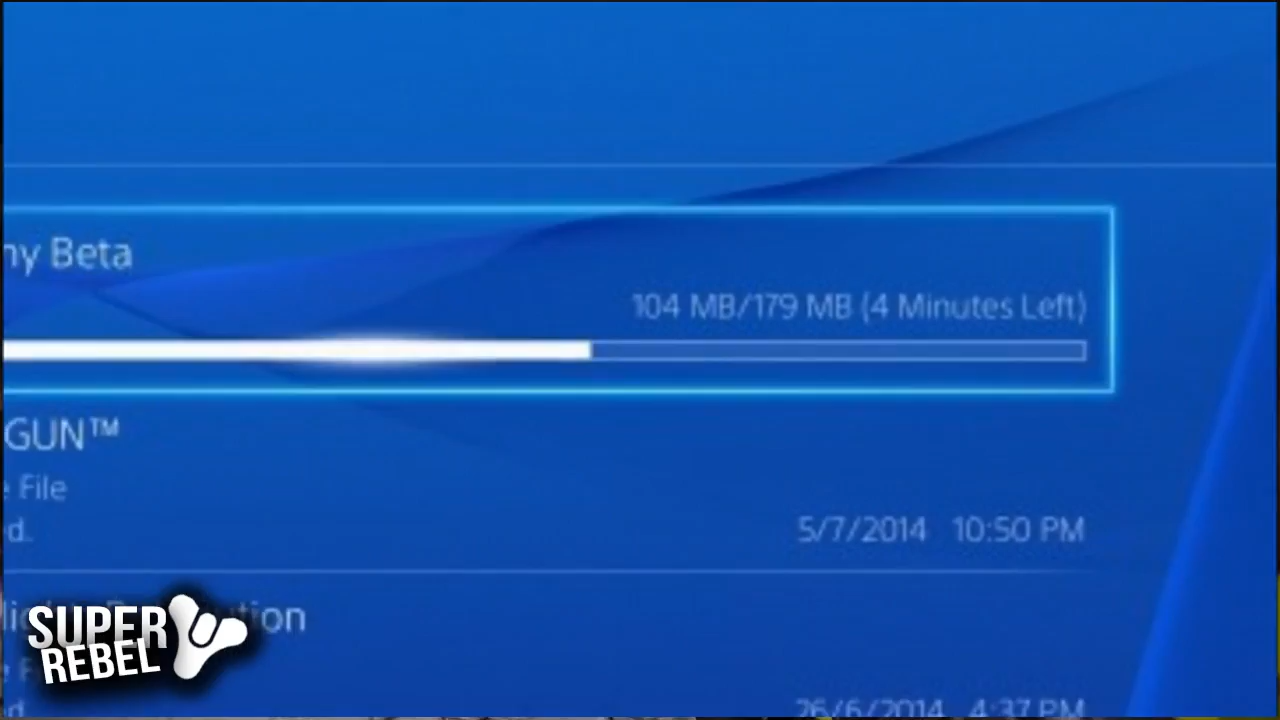 ny Beta
104 MB/179 MB (4 Minutes Left)
GUN™
e File
ed.
5/7/2014 10:50 PM
SUPER
REBEL
26/6/2014 4:37 PM